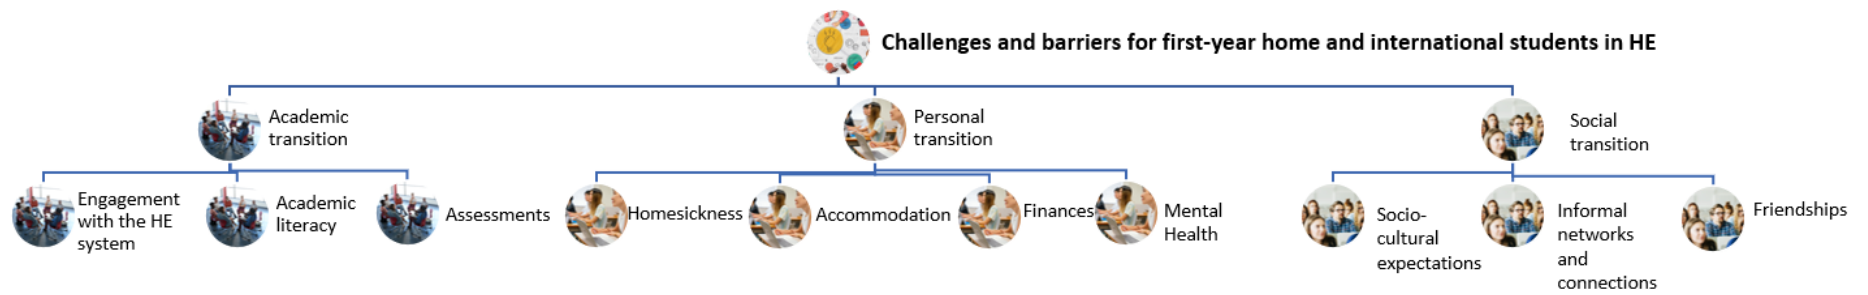 Challenges and barriers for first-year home and international students in HE
Academic
transition
Personal
transition
Social
transition
Engagement
with the HE
system
Academic
literacy
Assessments
Homesickness
Accommodation
Finances
Mental
Health
Socio-
cultural
expectations
Informal
networks
and
connections
Friendships